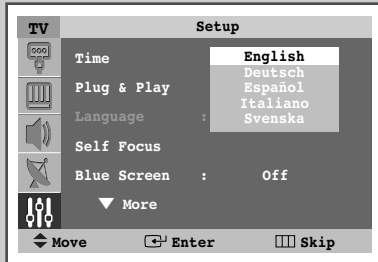 TV Setup
Time English
Deutsch
Plug & Play Español
Italiano
Language : Svenska
Self Focus
Blue Screen : Off
▼ More
Move Enter Skip